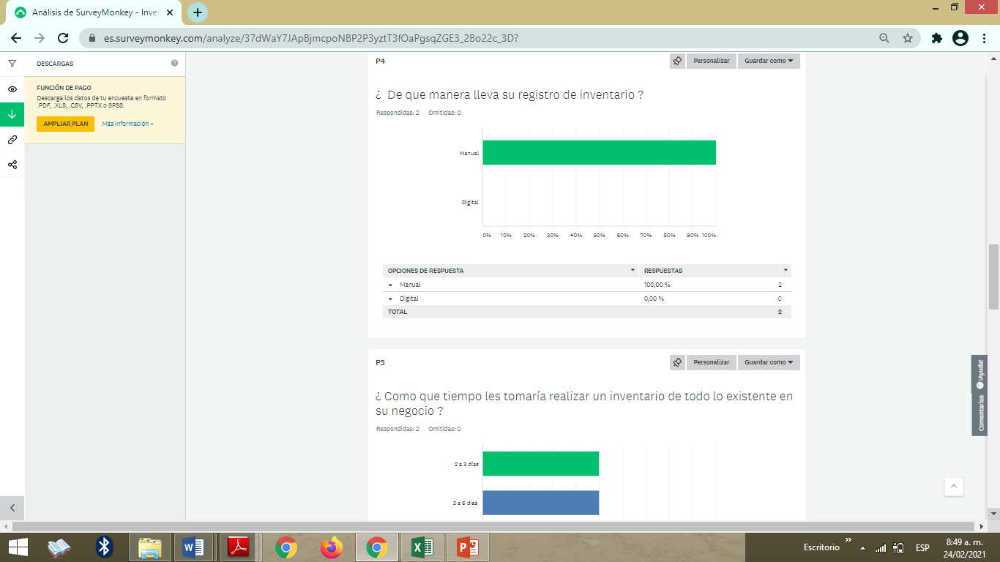 Análisis de SurveyMonkey - Inver
es.surveymonkey.com/analyze/37dWaY7JApBjmcpoNBP2P3yztT3fOaPgsqZGE3_2Bo22c_3D?
DESCARGAS
FUNCIÓN DE PAGO
Descarga los datos de tu encuesta en formato
.PDF, .XLS, .CSV, .PPTX o SPSS.
AMPLIAR PLAN Más información »
P4 Personalizar Guardar como
¿ De que manera lleva su registro de inventario ?
Respondidas: 2 Omitidas: 0
Manual
Digital
0% 10% 20% 30% 40% 50% 60% 70% 80% 90% 100%
OPCIONES DE RESPUESTA RESPUESTAS
Manual 100,00 % 2
Digital 0,00 % 0
TOTAL 2
P5 Personalizar Guardar como
¿ Como que tiempo les tomaría realizar un inventario de todo lo existente en
su negocio ?
Respondidas: 2 Omitidas: 0
2 a 3 días
3 a 6 días
Comentarios ¡Ayuda!
Escritorio ESP 8:49 a. m.
24/02/2021